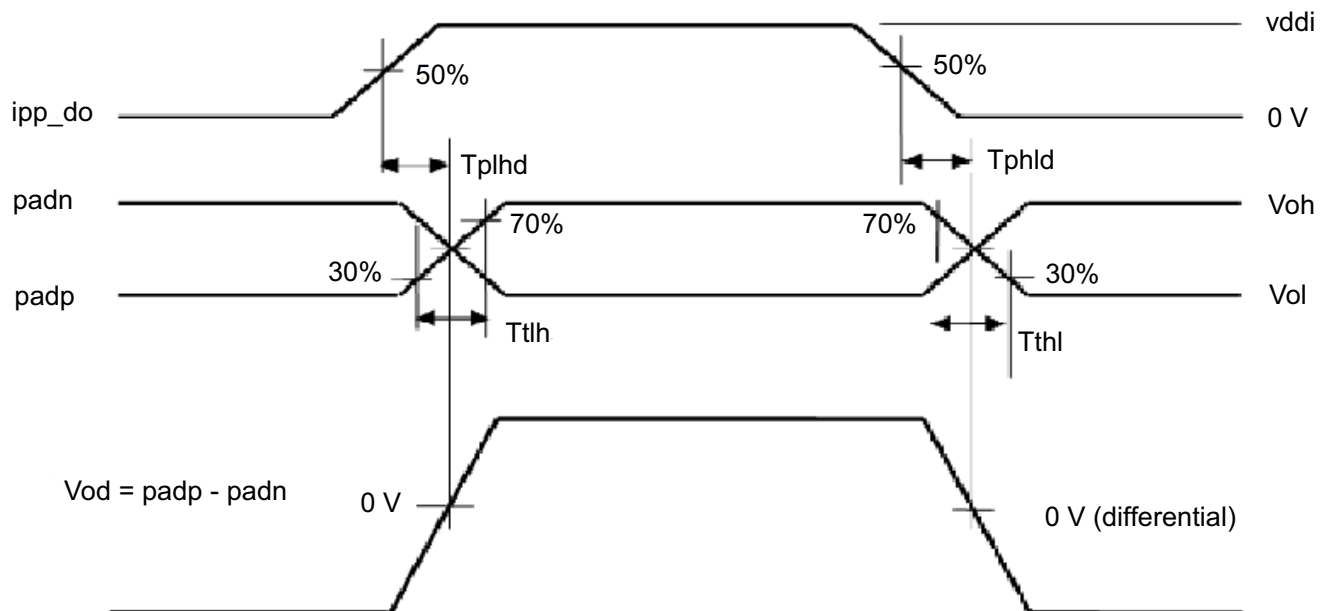 vddi
50%
50%
ipp_do
0 V
Tplhd
Tphld
padn
Voh
70%
70%
30%
30%
padp
Vol
Ttlh
Tthl
Vod = padp - padn
0 V
0 V (differential)